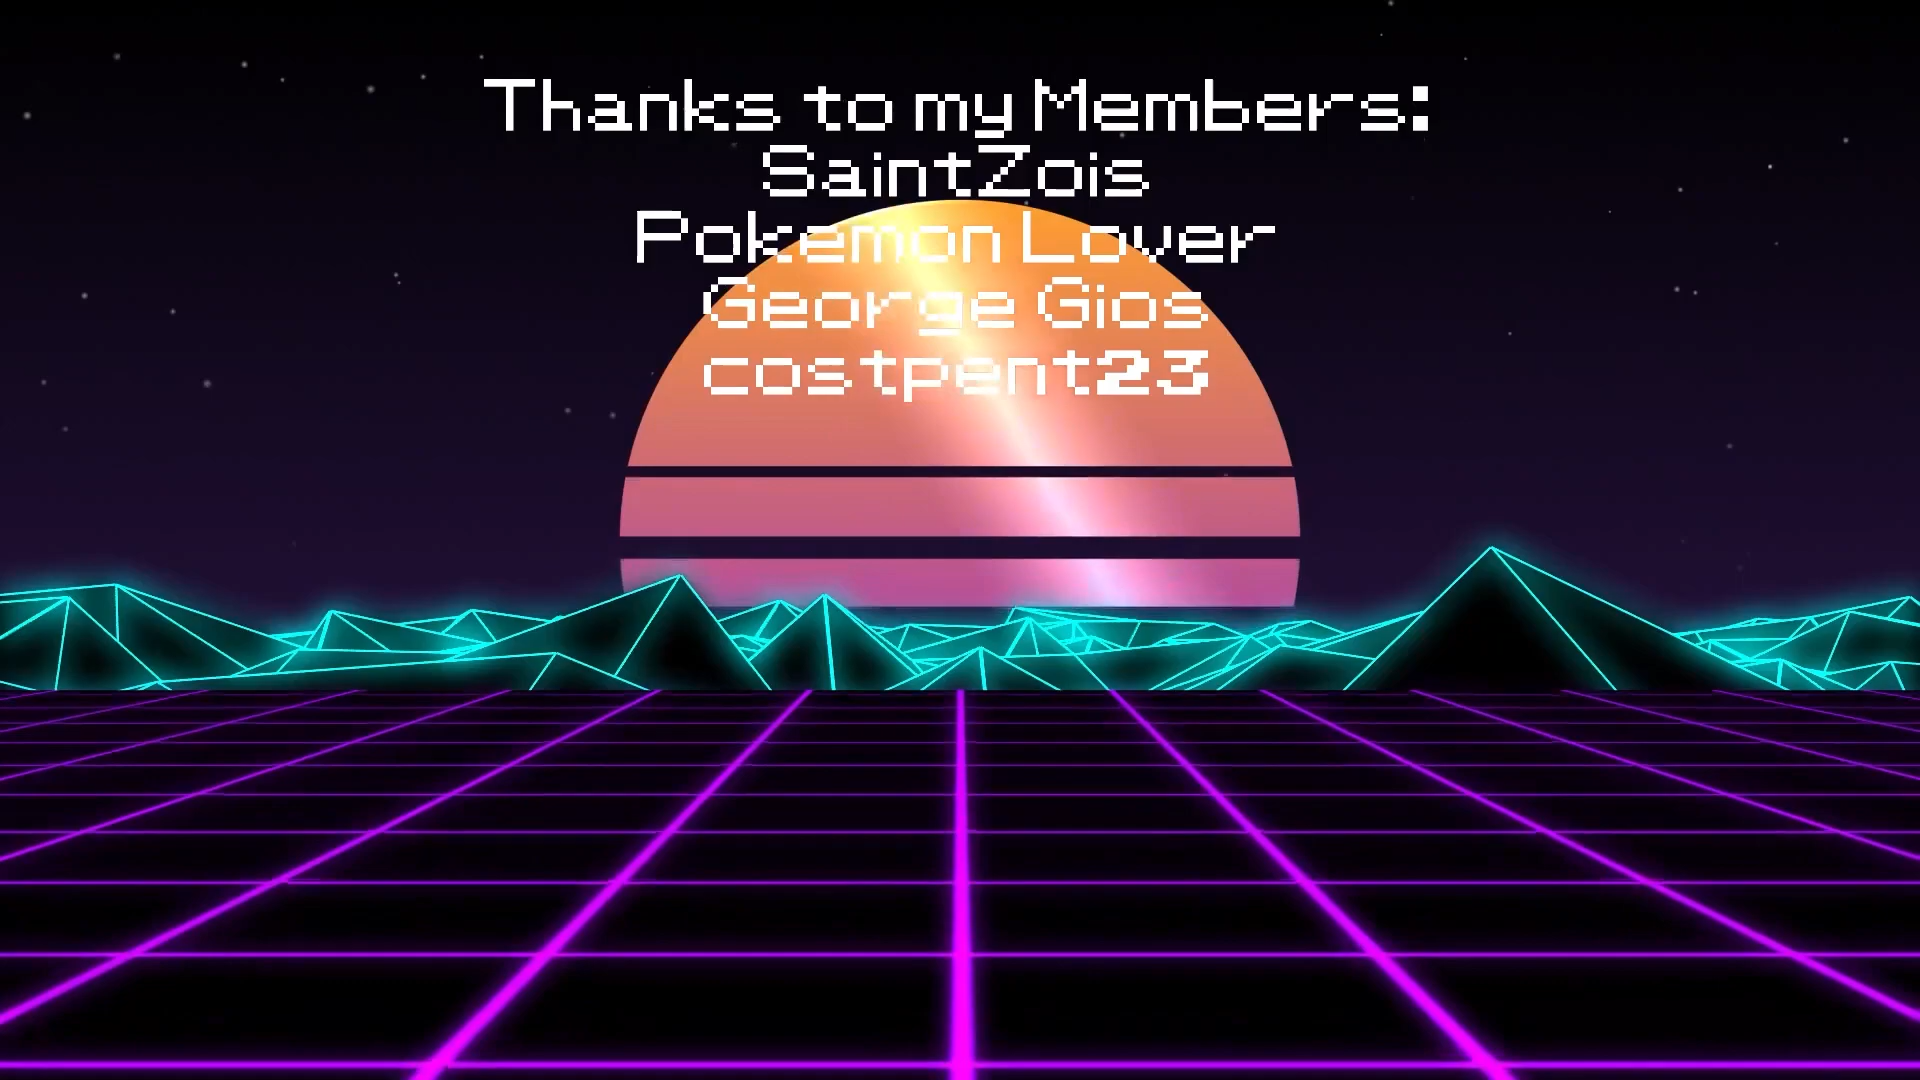 Thanks to my Members:
SaintZois
Pokemon Lover
George Gios
costpent23